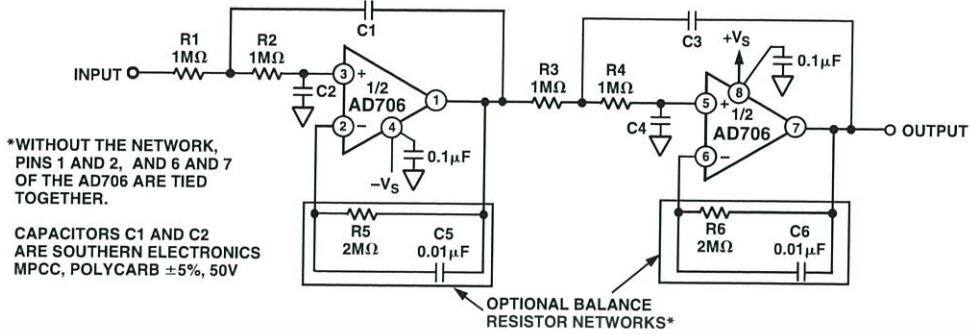 C1
C3
R1
1MΩ
R2
1MΩ
INPUT
C2
3
+
1/2
AD706
1
2
−
4
0.1μF
−VS
R3
1MΩ
R4
1MΩ
C4
+VS
0.1μF
8
5
+
1/2
AD706
7
6
−
OUTPUT
*WITHOUT THE NETWORK,
PINS 1 AND 2, AND 6 AND 7
OF THE AD706 ARE TIED
TOGETHER.
CAPACITORS C1 AND C2
ARE SOUTHERN ELECTRONICS
MPCC, POLYCARB ±5%, 50V
R5
2MΩ
C5
0.01μF
R6
2MΩ
C6
0.01μF
OPTIONAL BALANCE
RESISTOR NETWORKS*